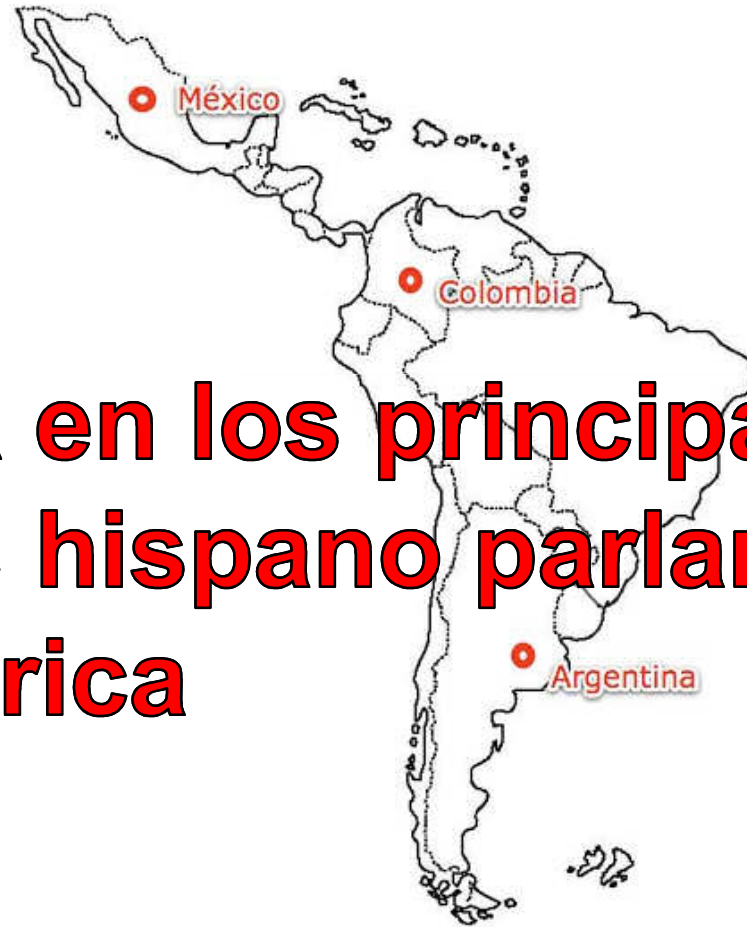 México
Colombia
en los principa
hispano parlar
rica
Argentina